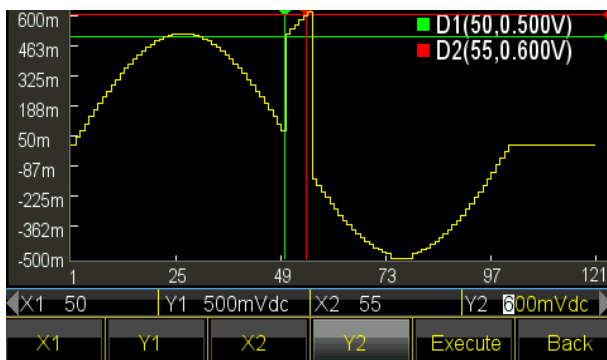 600m
D1(50,0.500V)
463m
D2(55,0.600V)
325m
188m
50m
-87m
-225m
-362m
-500m
1 25 49 73 97 121
X1 50 Y1 500mVdc X2 55 Y2 600mVdc
X1 Y1 X2 Y2 Execute Back